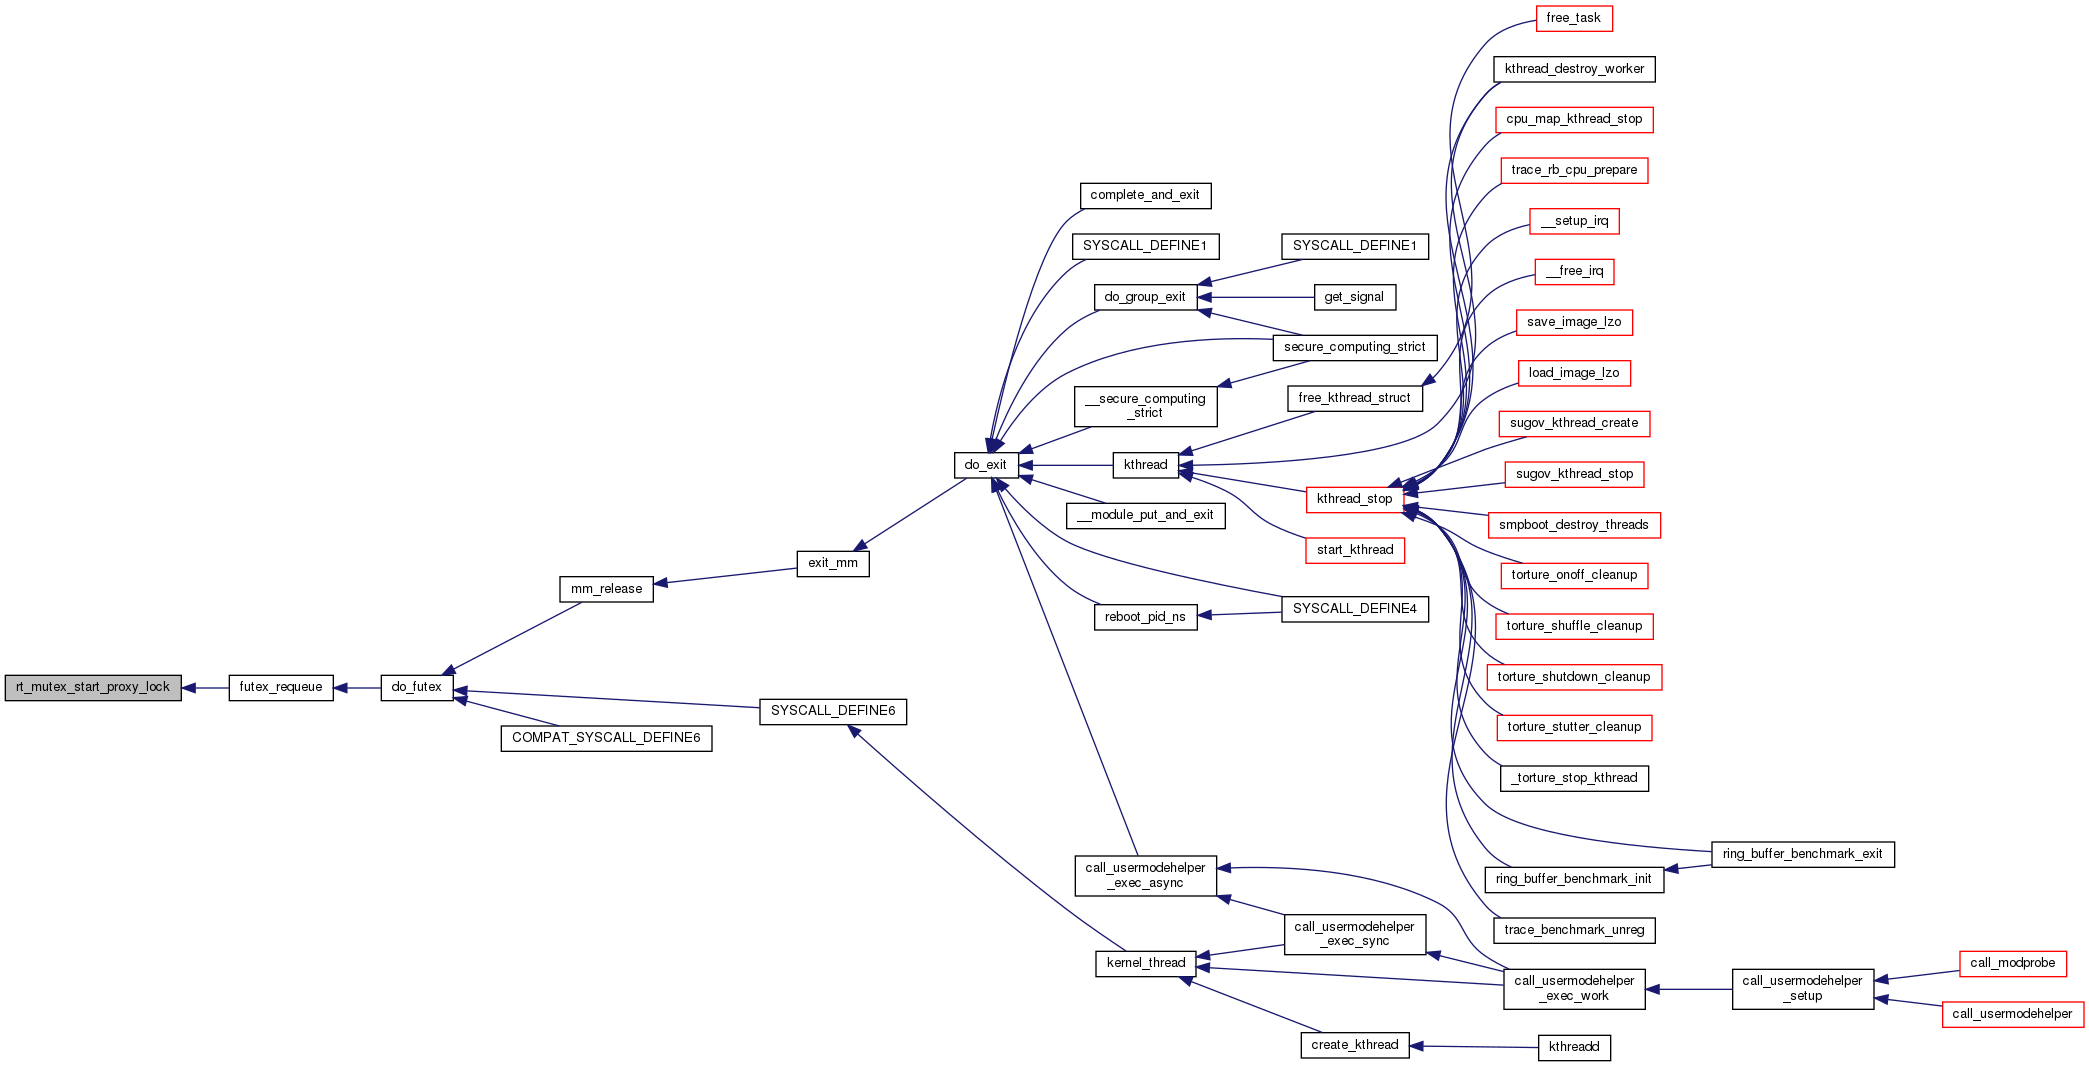 free_task
kthread_destroy_worker
cpu_map_kthread_stop
trace_rb_cpu_prepare
complete_and_exit
__setup_irq
SYSCALL_DEFINE1
SYSCALL_DEFINE1
__free_irq
do_group_exit
get_signal
save_image_lzo
secure_computing_strict
load_image_lzo
__secure_computing
_strict
free_kthread_struct
sugov_kthread_create
do_exit
kthread
sugov_kthread_stop
kthread_stop
__module_put_and_exit
smpboot_destroy_threads
start_kthread
exit_mm
torture_onoff_cleanup
mm_release
SYSCALL_DEFINE4
reboot_pid_ns
torture_shuffle_cleanup
torture_shutdown_cleanup
rt_mutex_start_proxy_lock
futex_requeue
do_futex
SYSCALL_DEFINE6
torture_stutter_cleanup
COMPAT_SYSCALL_DEFINE6
_torture_stop_kthread
ring_buffer_benchmark_exit
call_usermodehelper
_exec_async
ring_buffer_benchmark_init
call_usermodehelper
_exec_sync
trace_benchmark_unreg
kernel_thread
call_modprobe
call_usermodehelper
_exec_work
call_usermodehelper
_setup
call_usermodehelper
create_kthread
kthreadd